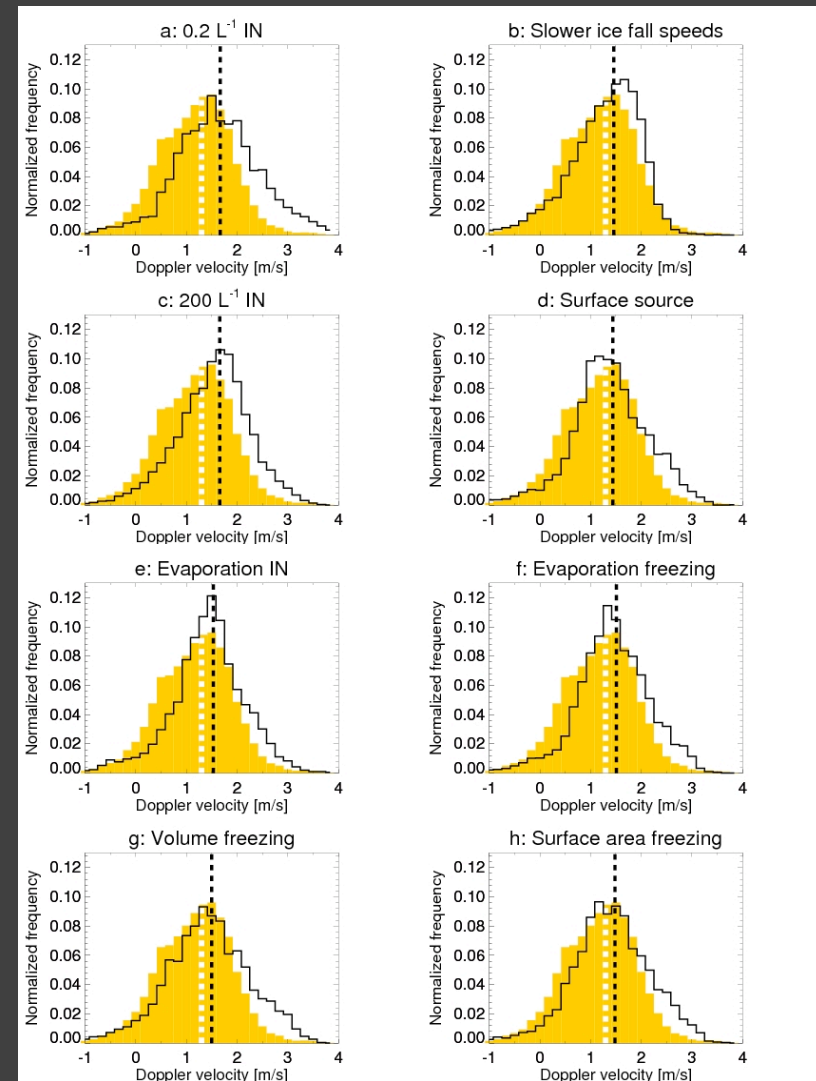 a: 0.2 L⁻¹ IN
Normalized frequency
0.12
0.10
0.08
0.06
0.04
0.02
0.00
-1 0 1 2 3 4
Doppler velocity [m/s]
b: Slower ice fall speeds
Normalized frequency
0.12
0.10
0.08
0.06
0.04
0.02
0.00
-1 0 1 2 3 4
Doppler velocity [m/s]
c: 200 L⁻¹ IN
Normalized frequency
0.12
0.10
0.08
0.06
0.04
0.02
0.00
-1 0 1 2 3 4
Doppler velocity [m/s]
d: Surface source
Normalized frequency
0.12
0.10
0.08
0.06
0.04
0.02
0.00
-1 0 1 2 3 4
Doppler velocity [m/s]
e: Evaporation IN
Normalized frequency
0.12
0.10
0.08
0.06
0.04
0.02
0.00
-1 0 1 2 3 4
Doppler velocity [m/s]
f: Evaporation freezing
Normalized frequency
0.12
0.10
0.08
0.06
0.04
0.02
0.00
-1 0 1 2 3 4
Doppler velocity [m/s]
g: Volume freezing
Normalized frequency
0.12
0.10
0.08
0.06
0.04
0.02
0.00
-1 0 1 2 3 4
Doppler velocity [m/s]
h: Surface area freezing
Normalized frequency
0.12
0.10
0.08
0.06
0.04
0.02
0.00
-1 0 1 2 3 4
Doppler velocity [m/s]